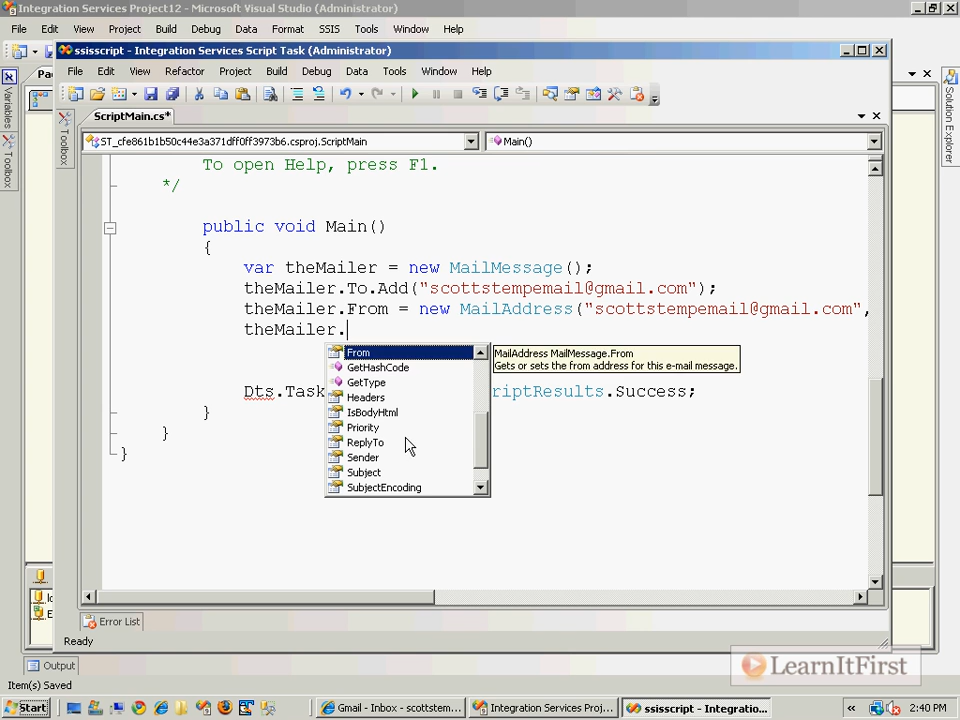 Integration Services Project12 - Microsoft Visual Studio (Administrator)
File Edit View Project Build Debug Data Format SSIS Tools Window Help
ssisscript - Integration Services Script Task (Administrator)
File Edit View Refactor Project Build Debug Data Tools Window Help
Pa
Variables
Toolbox
Toolbox
Solution Explorer
ScriptMain.cs*
ST_cfe861b1b50c44e3a371dff0ff3973b6.csproj.ScriptMain
Main()
To open Help, press F1.
*/
public void Main()
{
var theMailer = new MailMessage();
theMailer.To.Add("scottstempemail@gmail.com");
theMailer.From = new MailAddress("scottstempemail@gmail.com",
theMailer.
From
GetHashCode
GetType
Headers
IsBodyHtml
Priority
ReplyTo
Sender
Subject
SubjectEncoding
MailAddress MailMessage.From
Gets or sets the from address for this e-mail message.
Dts.Task
riptResults.Success;
}
}
}
Error List
Ready
Output
Item(s) Saved
LearnItFirst
Start
Gmail - Inbox - scottstem...
Integration Services Proj...
ssisscript - Integratio...
2:40 PM